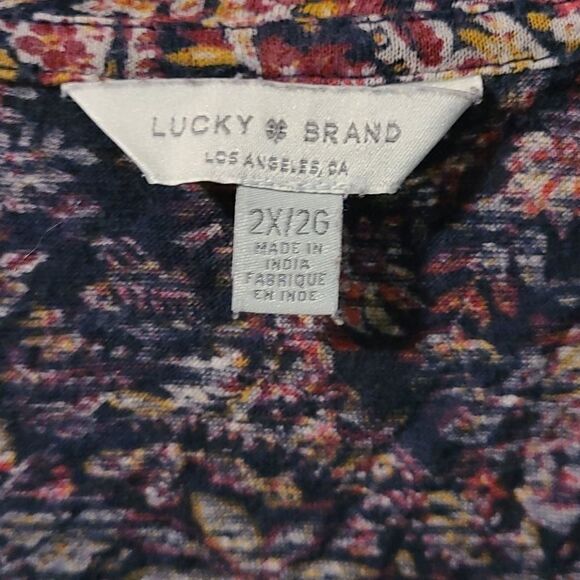 LUCKY BRAND
LOS ANGELES, CA
2X/2G
MADE IN
INDIA
FABRIQUE
EN INDE